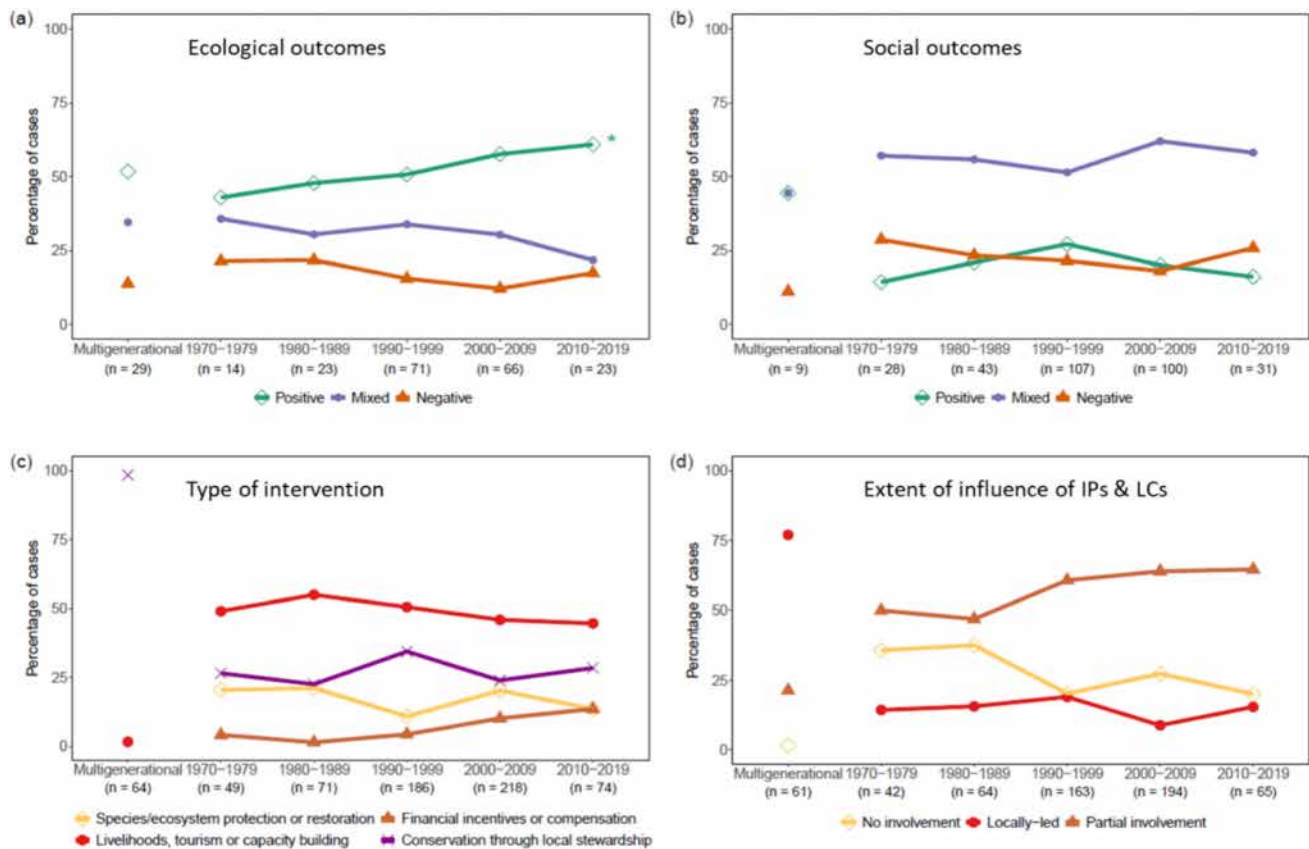 (a)
Ecological outcomes
Percentage of cases
100
75
50
25
0
*
Multigenerational 1970−1979 1980−1989 1990−1999 2000−2009 2010−2019
(n = 29) (n = 14) (n = 23) (n = 71) (n = 66) (n = 23)
Positive Mixed Negative
(b)
Social outcomes
Percentage of cases
100
75
50
25
0
Multigenerational 1970−1979 1980−1989 1990−1999 2000−2009 2010−2019
(n = 9) (n = 28) (n = 43) (n = 107) (n = 100) (n = 31)
Positive Mixed Negative
(c)
Type of intervention
Percentage of cases
100
75
50
25
0
Multigenerational 1970−1979 1980−1989 1990−1999 2000−2009 2010−2019
(n = 64) (n = 49) (n = 71) (n = 186) (n = 218) (n = 74)
Species/ecosystem protection or restoration Financial incentives or compensation
Livelihoods, tourism or capacity building Conservation through local stewardship
(d)
Extent of influence of IPs & LCs
Percentage of cases
100
75
50
25
0
Multigenerational 1970−1979 1980−1989 1990−1999 2000−2009 2010−2019
(n = 61) (n = 42) (n = 64) (n = 163) (n = 194) (n = 65)
No involvement Locally−led Partial involvement